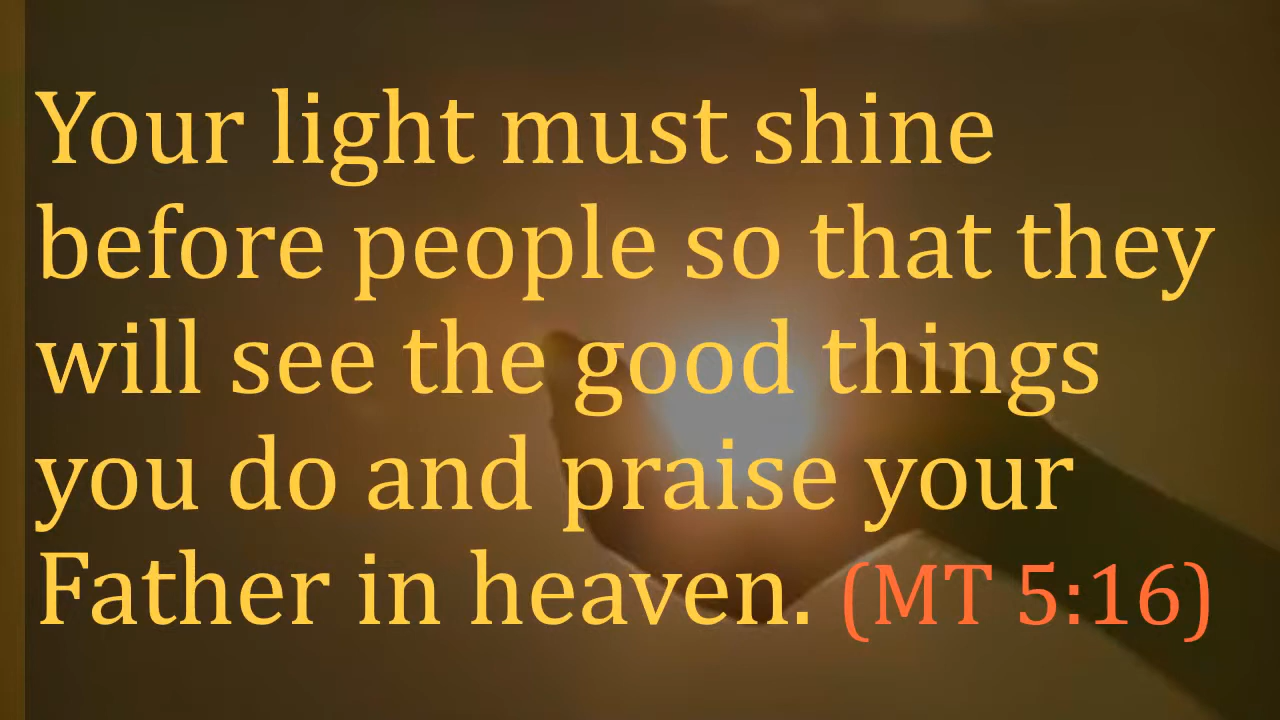 Your light must shine
before people so that they
will see the good things
you do and praise your
Father in heaven. (MT 5:16)